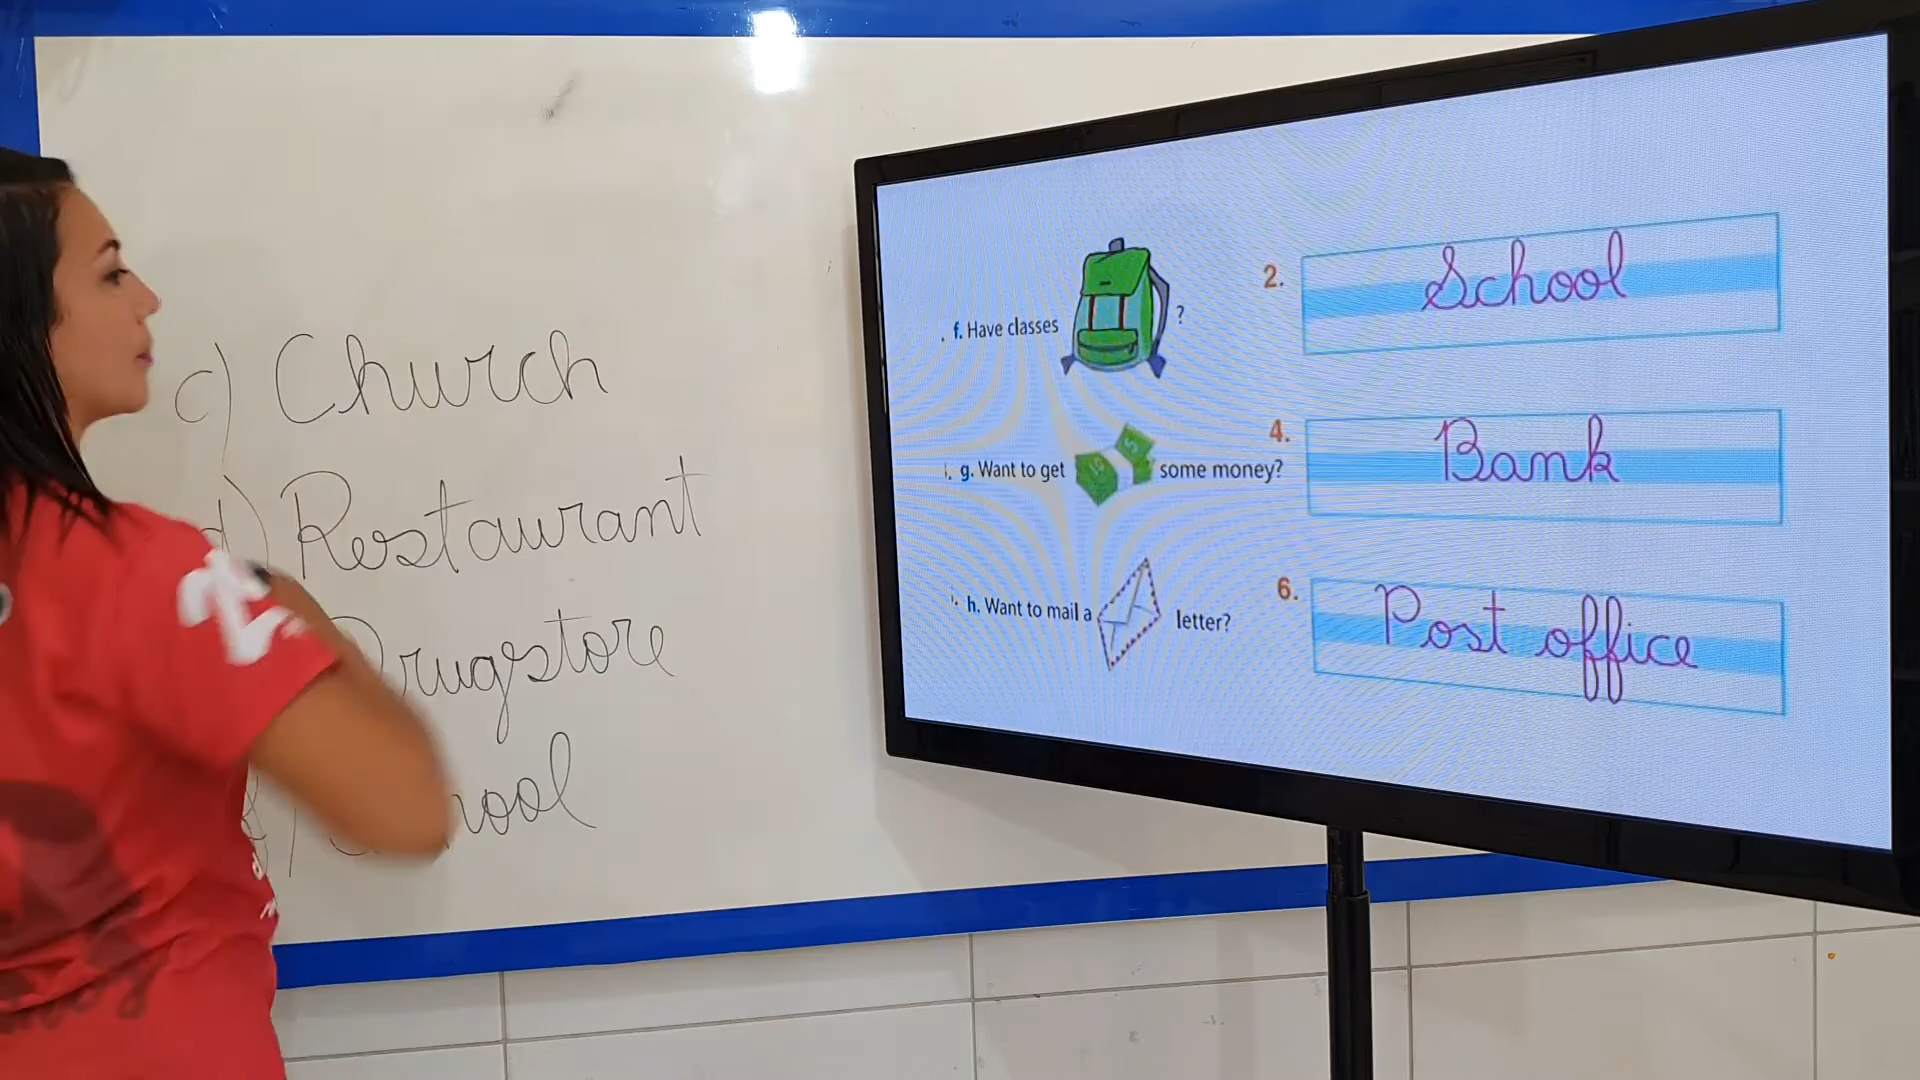 c) Church
d) Restaurant
Drugstore
f) School
f. Have classes ?
2. School
g. Want to get some money?
4. Bank
h. Want to mail a letter?
6. Post office